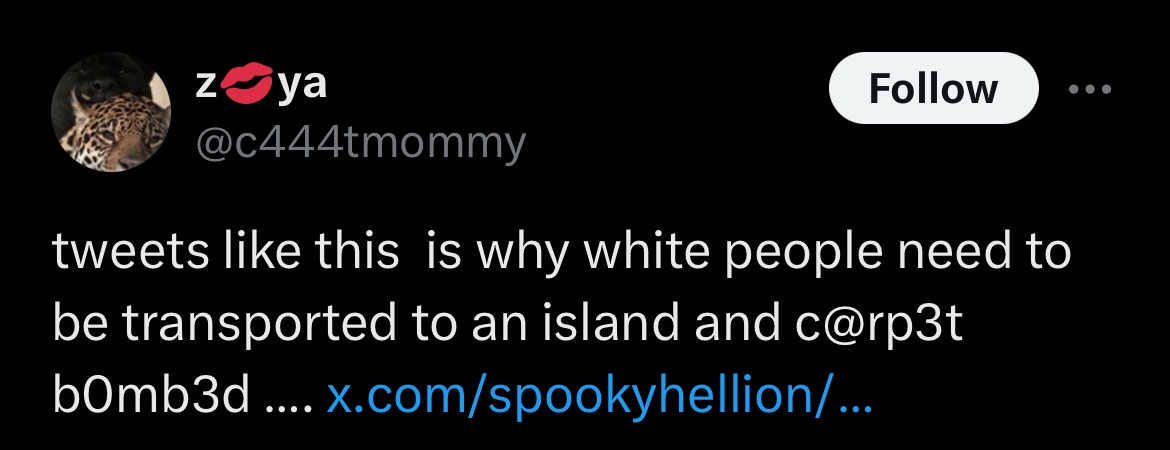 z💋ya
@c444tmommy
Follow
tweets like this  is why white people need to
be transported to an island and c@rp3t
b0mb3d .... x.com/spookyhellion/...